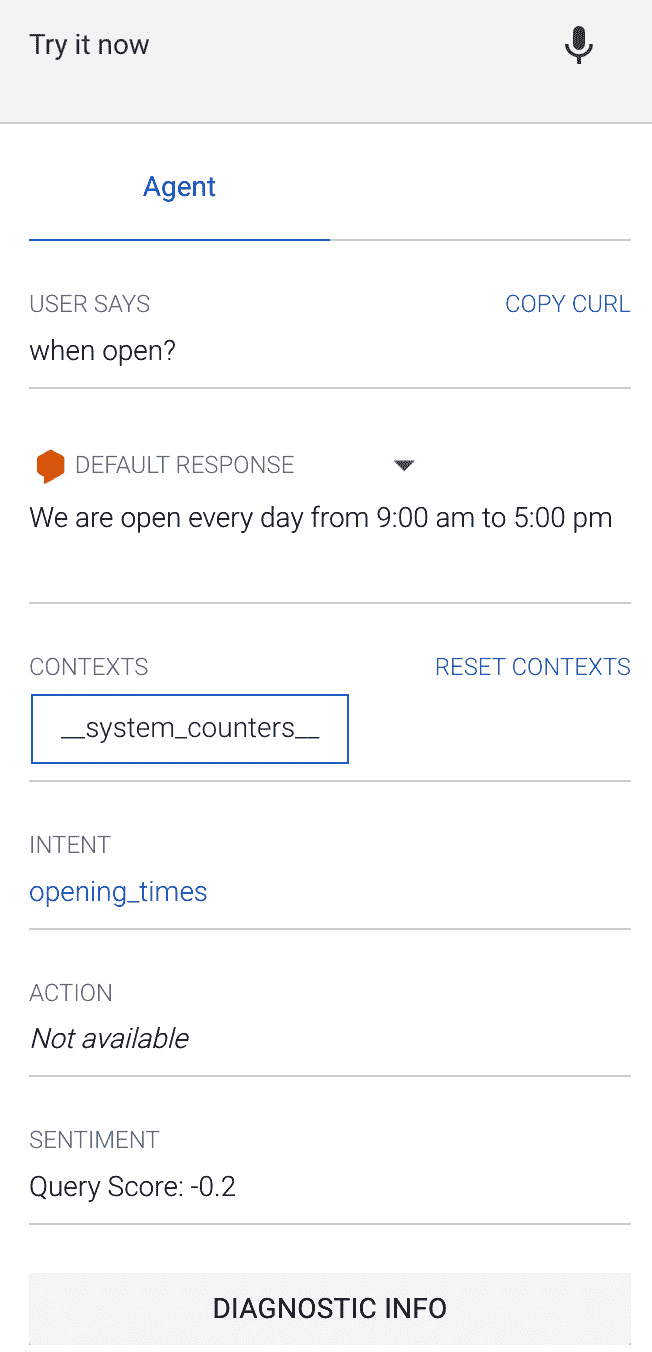 Try it now
Agent
USER SAYS
COPY CURL
when open?
DEFAULT RESPONSE
We are open every day from 9:00 am to 5:00 pm
CONTEXTS
RESET CONTEXTS
__system_counters__
INTENT
opening_times
ACTION
Not available
SENTIMENT
Query Score: -0.2
DIAGNOSTIC INFO